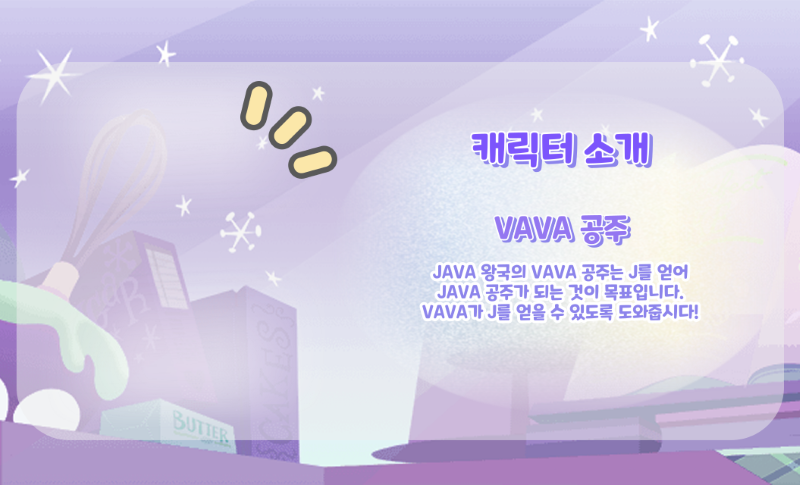 캐릭터 소개
VAVA 공주
JAVA 왕국의 VAVA 공주는 J를 얻어
JAVA 공주가 되는 것이 목표입니다.
VAVA가 J를 얻을 수 있도록 도와줍시다!
R
CAKES!
BUTTER